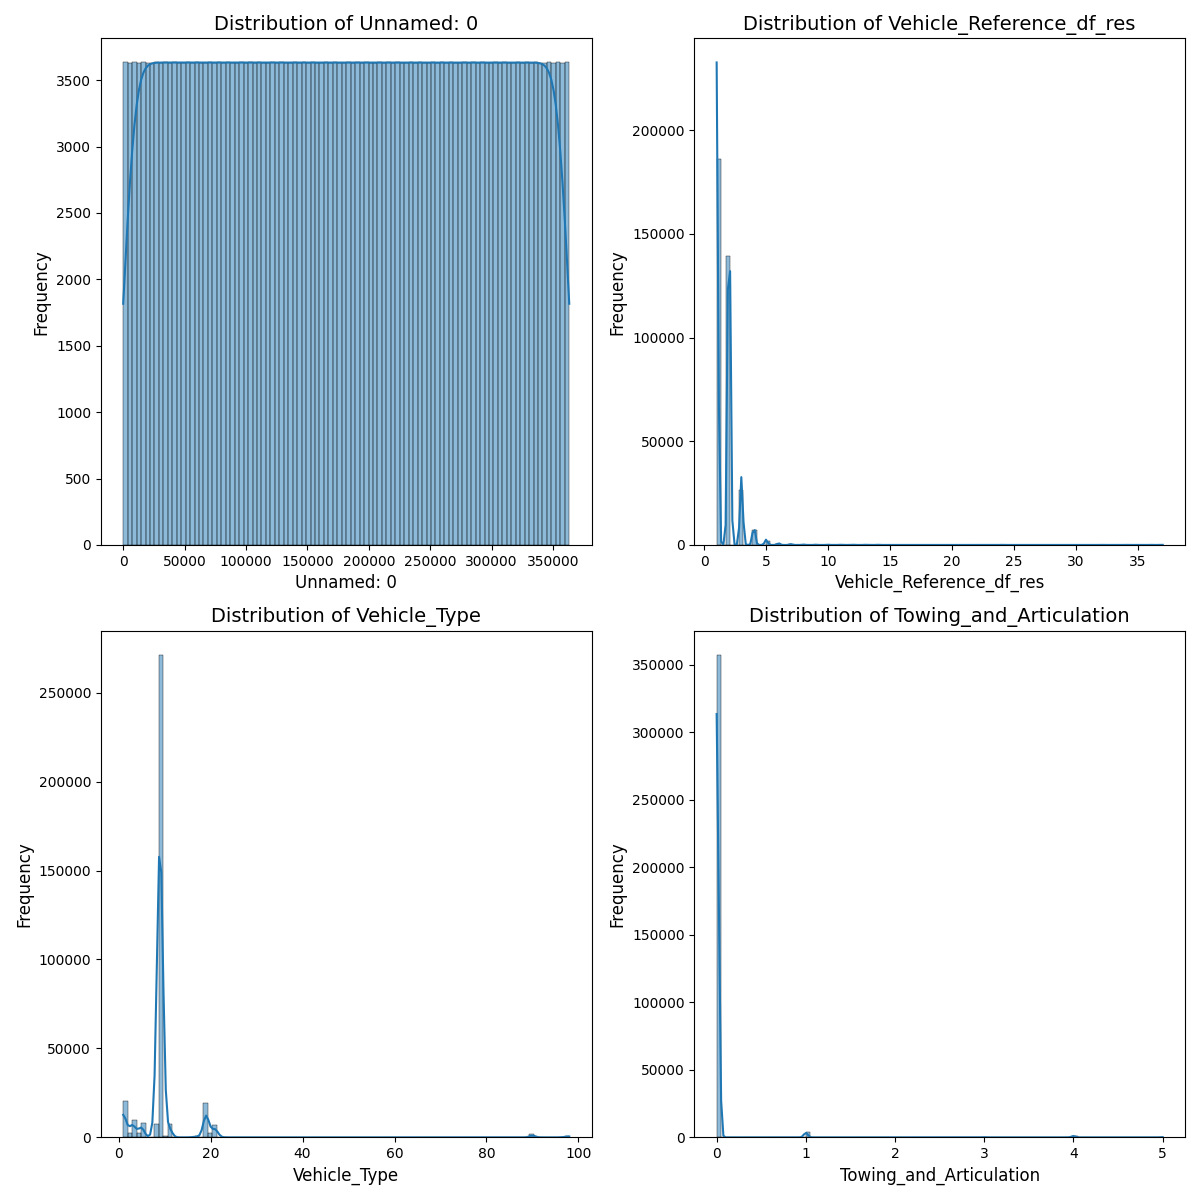 Distribution of Unnamed: 0
Frequency
3500
3000
2500
2000
1500
1000
500
0
0 50000 100000 150000 200000 250000 300000 350000
Unnamed: 0
Distribution of Vehicle_Reference_df_res
Frequency
200000
150000
100000
50000
0
0 5 10 15 20 25 30 35
Vehicle_Reference_df_res
Distribution of Vehicle_Type
Frequency
250000
200000
150000
100000
50000
0
0 20 40 60 80 100
Vehicle_Type
Distribution of Towing_and_Articulation
Frequency
350000
300000
250000
200000
150000
100000
50000
0
0 1 2 3 4 5
Towing_and_Articulation